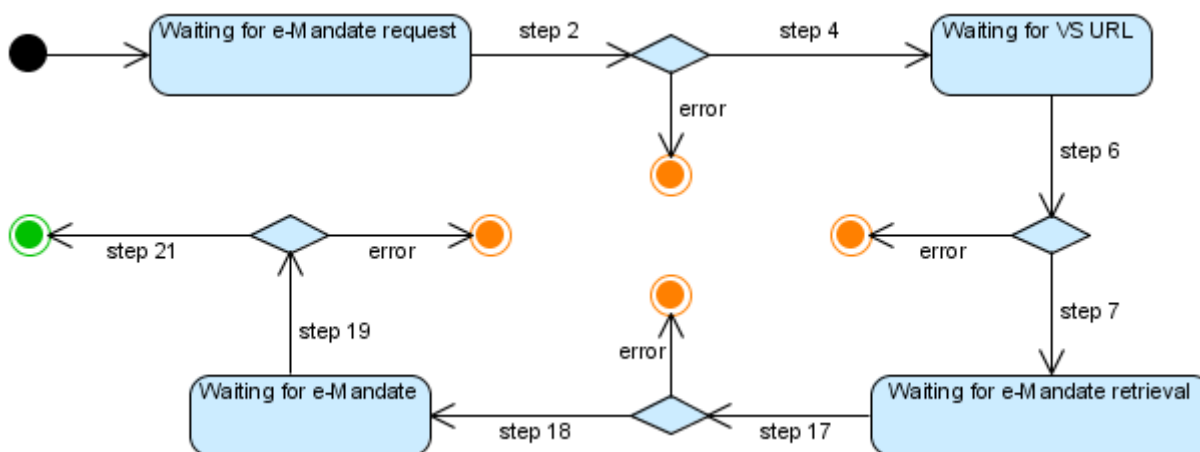 Waiting for e-Mandate request
step 2
step 4
Waiting for VS URL
error
step 6
step 21
error
error
step 7
step 19
error
Waiting for e-Mandate
step 18
step 17
Waiting for e-Mandate retrieval